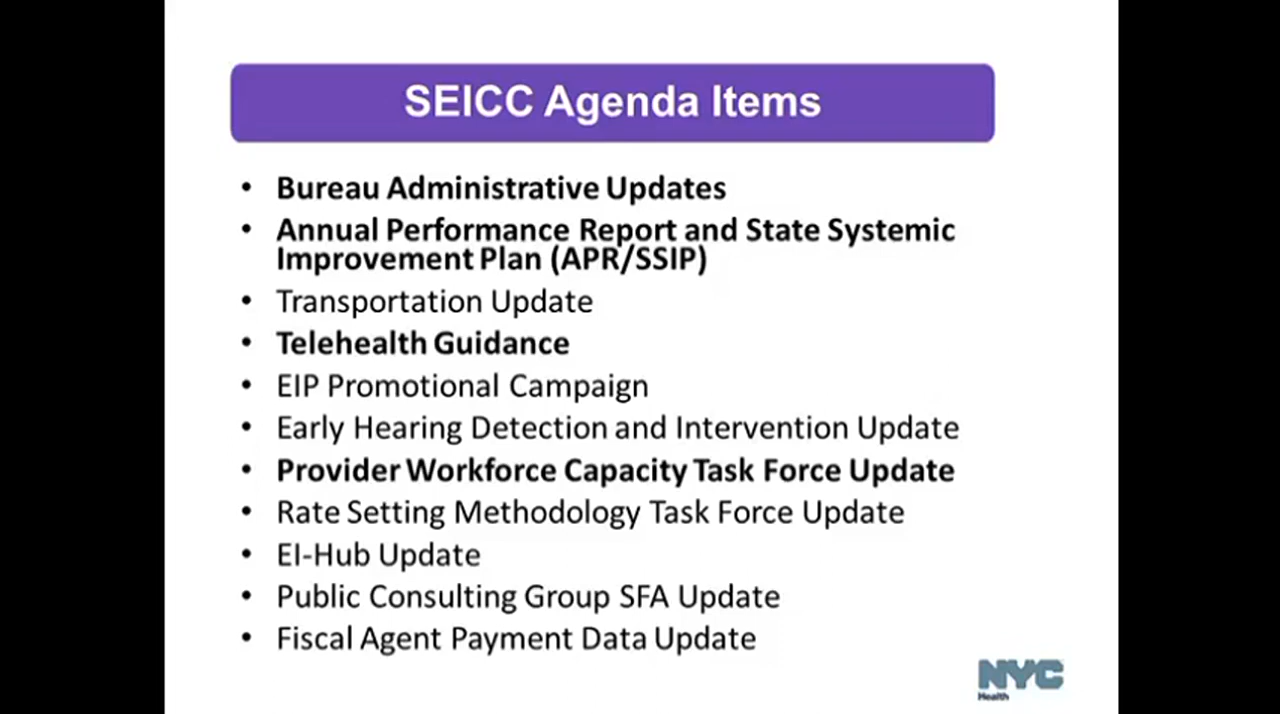 SEICC Agenda Items
• Bureau Administrative Updates
• Annual Performance Report and State Systemic
Improvement Plan (APR/SSIP)
• Transportation Update
• Telehealth Guidance
• EIP Promotional Campaign
• Early Hearing Detection and Intervention Update
• Provider Workforce Capacity Task Force Update
• Rate Setting Methodology Task Force Update
• EI-Hub Update
• Public Consulting Group SFA Update
• Fiscal Agent Payment Data Update
NYC
Health